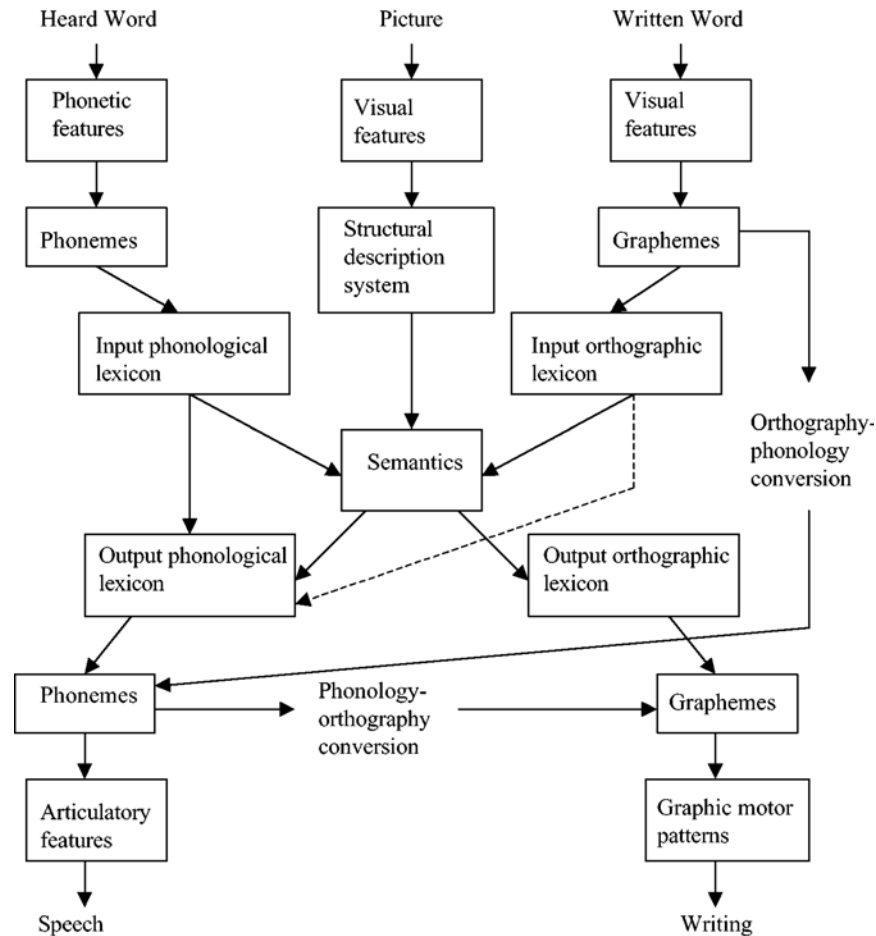 Heard Word
Picture
Written Word
Phonetic
features
Visual
features
Visual
features
Phonemes
Structural
description
system
Graphemes
Input phonological
lexicon
Input orthographic
lexicon
Orthography-
phonology
conversion
Semantics
Output phonological
lexicon
Output orthographic
lexicon
Phonemes
Phonology-
orthography
conversion
Graphemes
Articulatory
features
Graphic motor
patterns
Speech
Writing